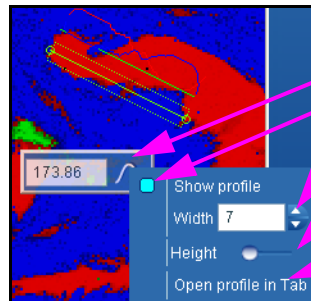 173.86
Show profile
Width 7
Height
Open profile in Tab